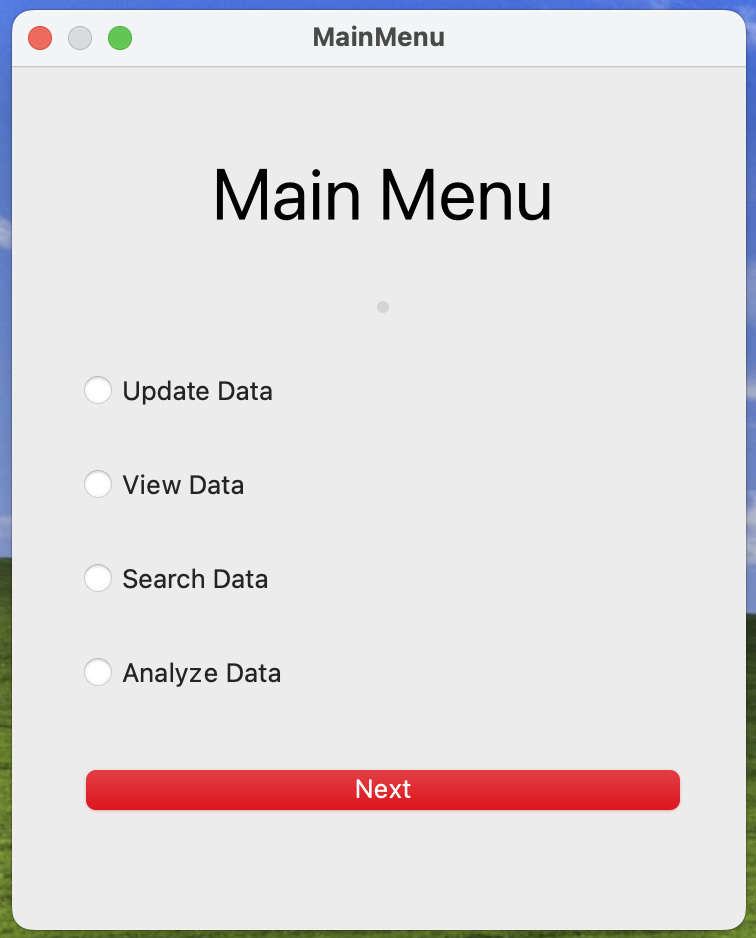 MainMenu
Main Menu
Update Data
View Data
Search Data
Analyze Data
Next